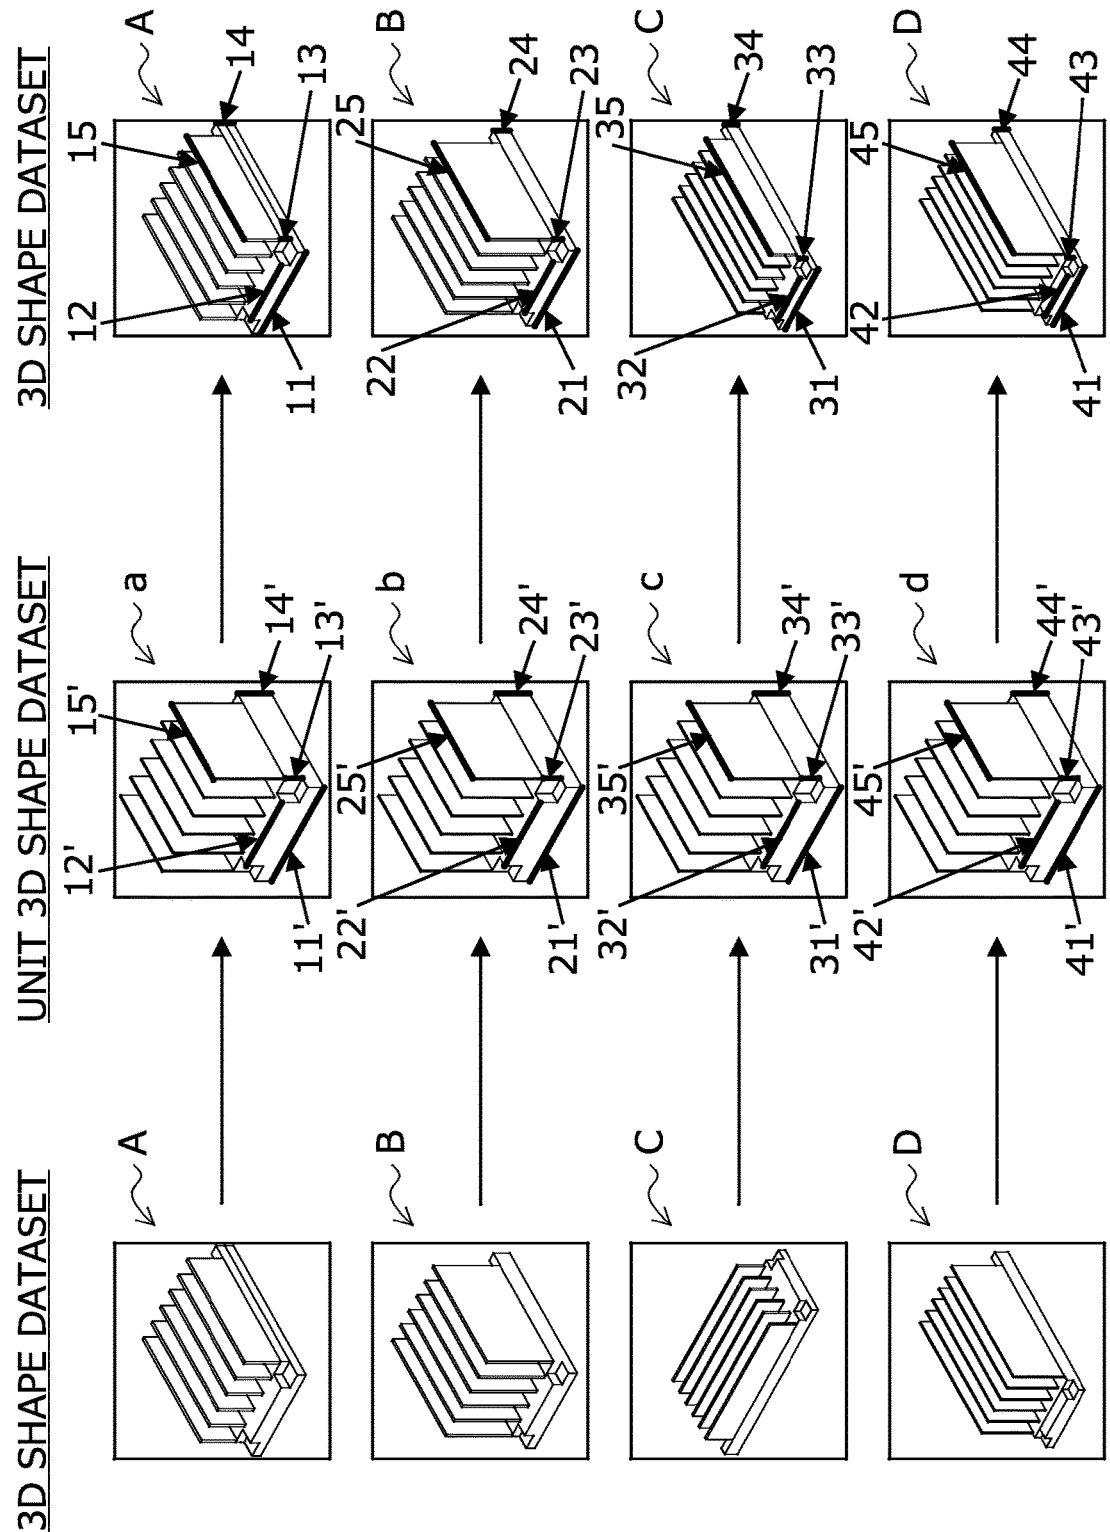 3D SHAPE DATASET
UNIT 3D SHAPE DATASET
3D SHAPE DATASET
A
a
A
12'
15'
11'
13'
14'
12
15
11
13
14
B
b
B
22'
25'
21'
23'
24'
22
25
21
23
24
C
c
C
32'
35'
31'
33'
34'
32
35
31
33
34
D
d
D
42'
45'
41'
43'
44'
42
45
41
43
44